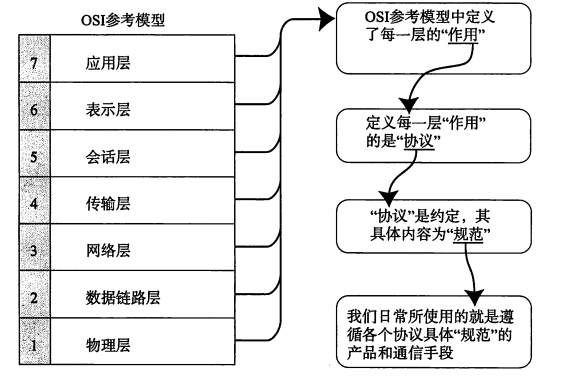 OSI参考模型
7 应用层
6 表示层
5 会话层
4 传输层
3 网络层
2 数据链路层
1 物理层
OSI参考模型中定义
了每一层的“作用”
定义每一层“作用”
的是“协议”
“协议”是约定，其
具体内容为“规范”
我们日常所使用的就是遵
循各个协议具体“规范”的
产品和通信手段